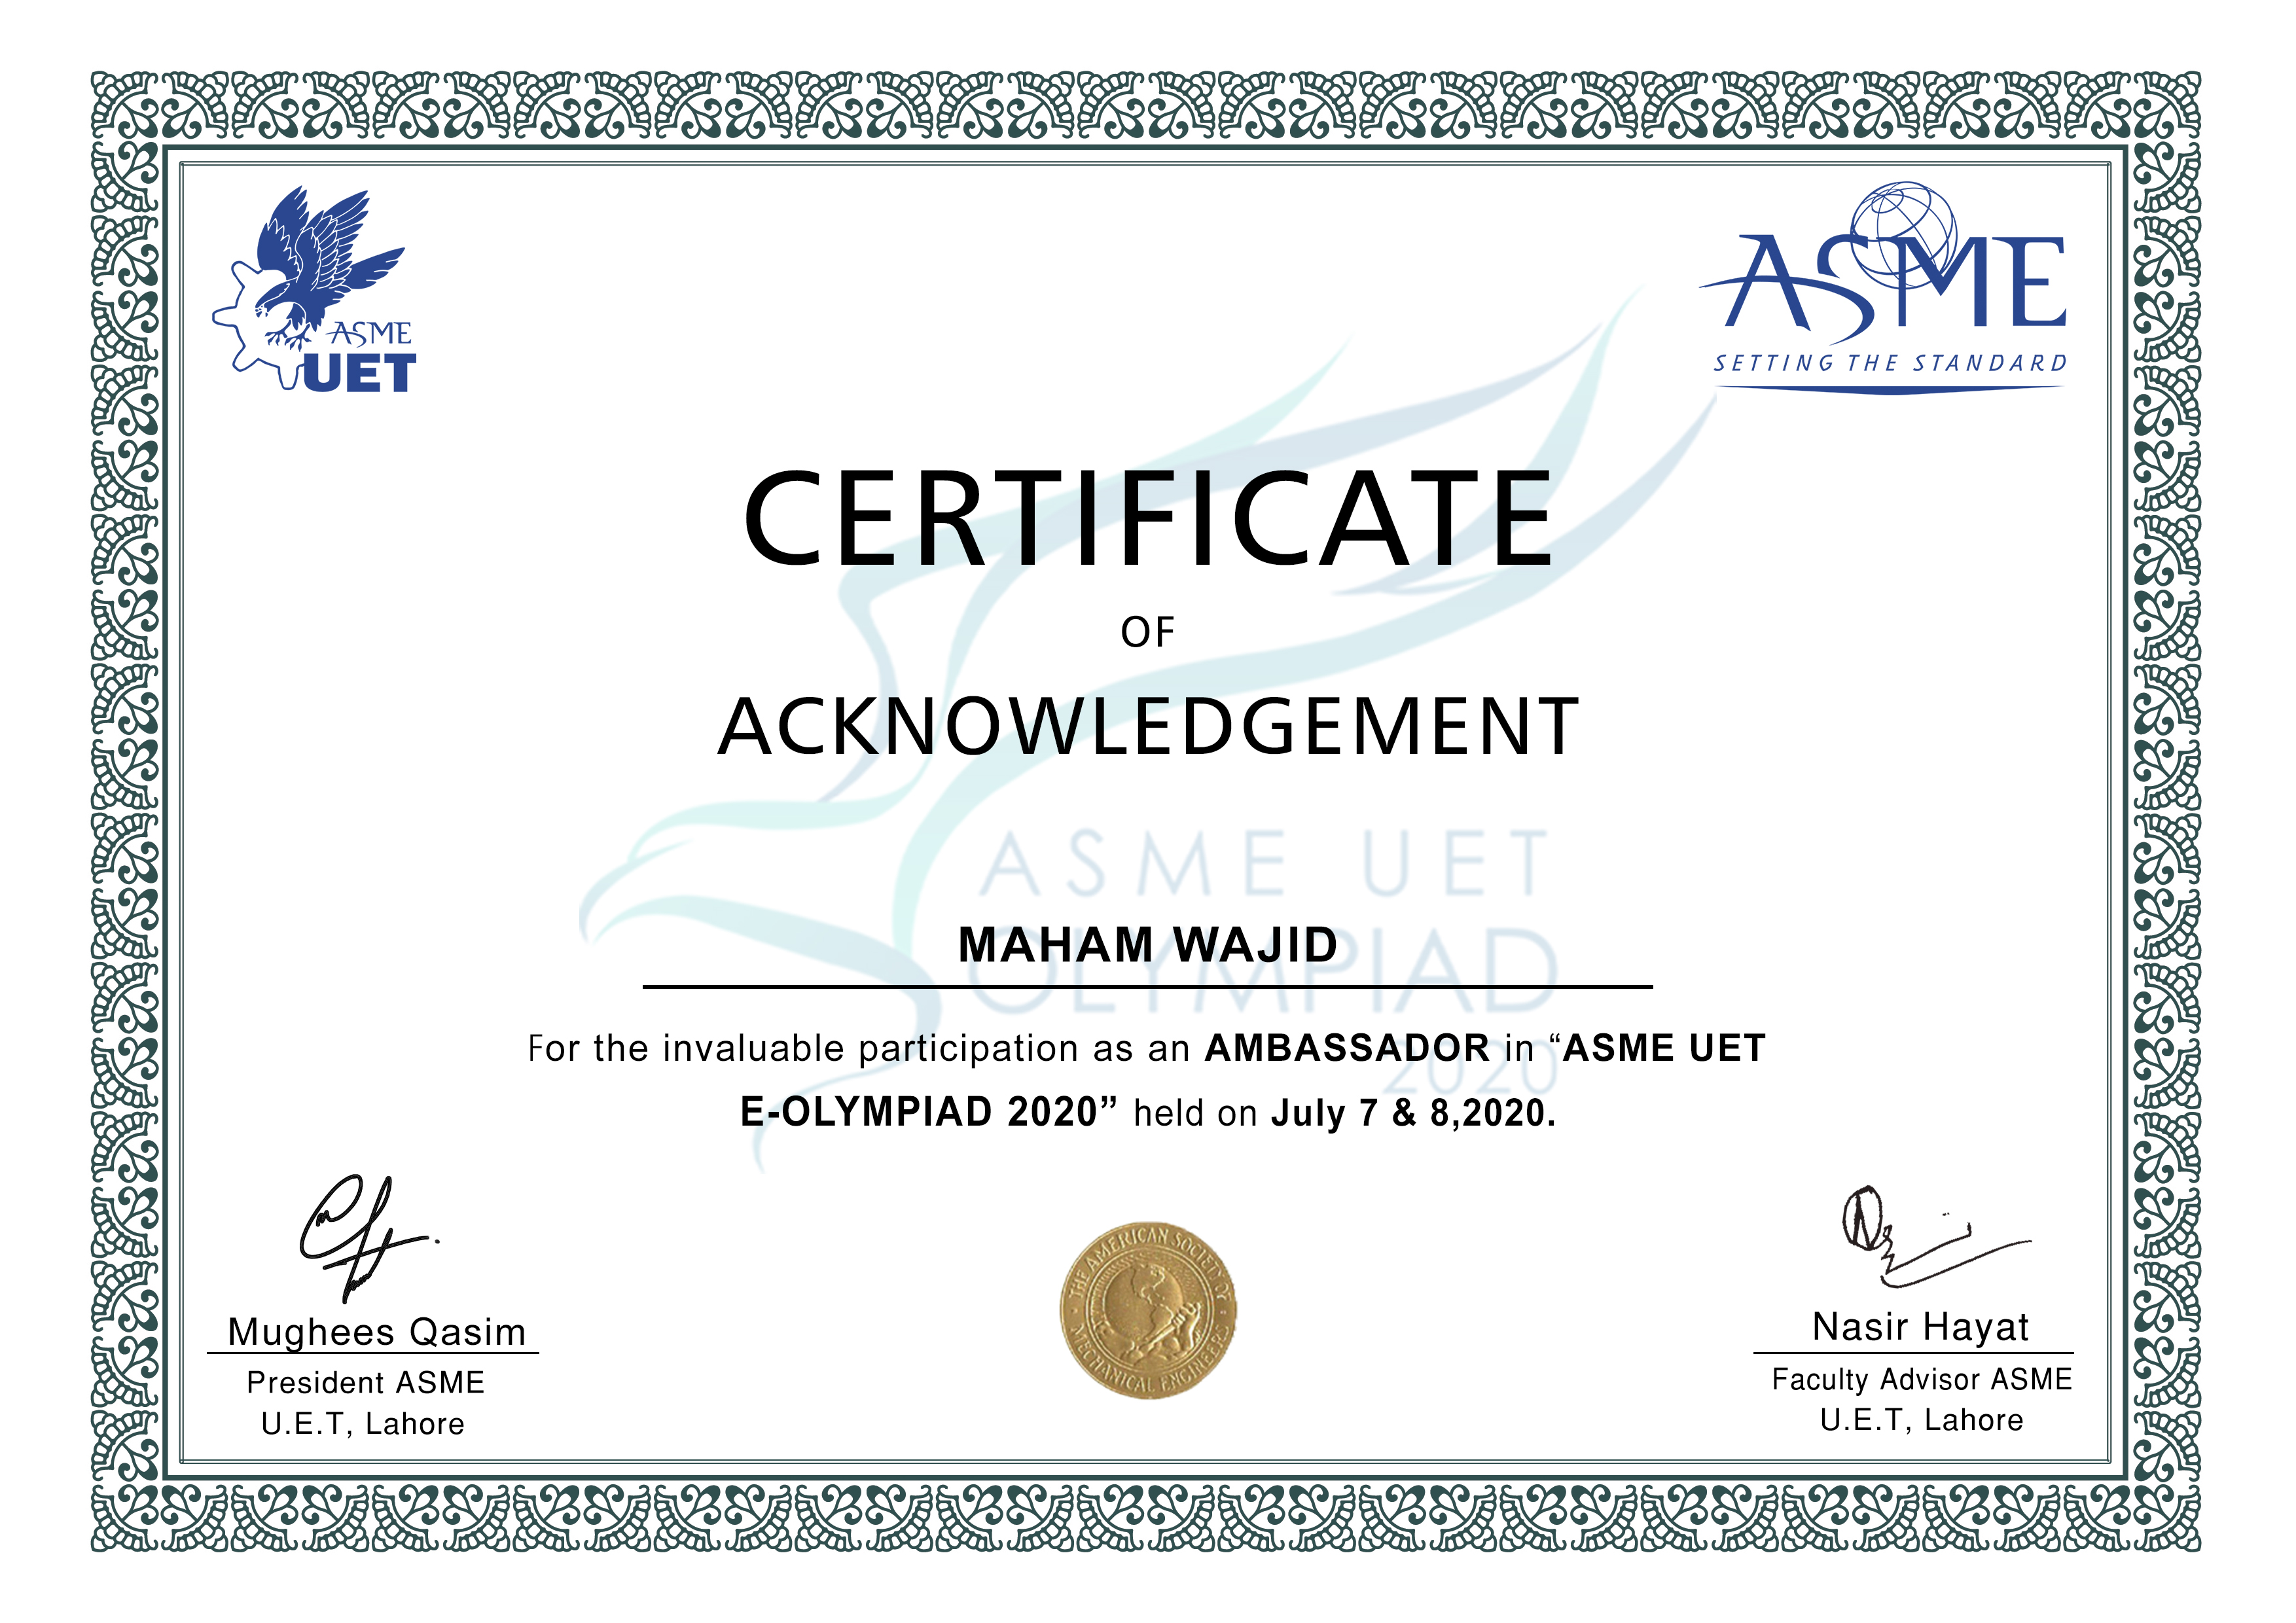 ASME
UET
ASME
SETTING THE STANDARD
CERTIFICATE
OF
ACKNOWLEDGEMENT
ASME UET
OLYMPIAD
2020
MAHAM WAJID
For the invaluable participation as an AMBASSADOR in “ASME UET
E-OLYMPIAD 2020” held on July 7 & 8,2020.
Mughees Qasim
President ASME
U.E.T, Lahore
THE AMERICAN SOCIETY OF
MECHANICAL ENGINEERS
Nasir Hayat
Faculty Advisor ASME
U.E.T, Lahore